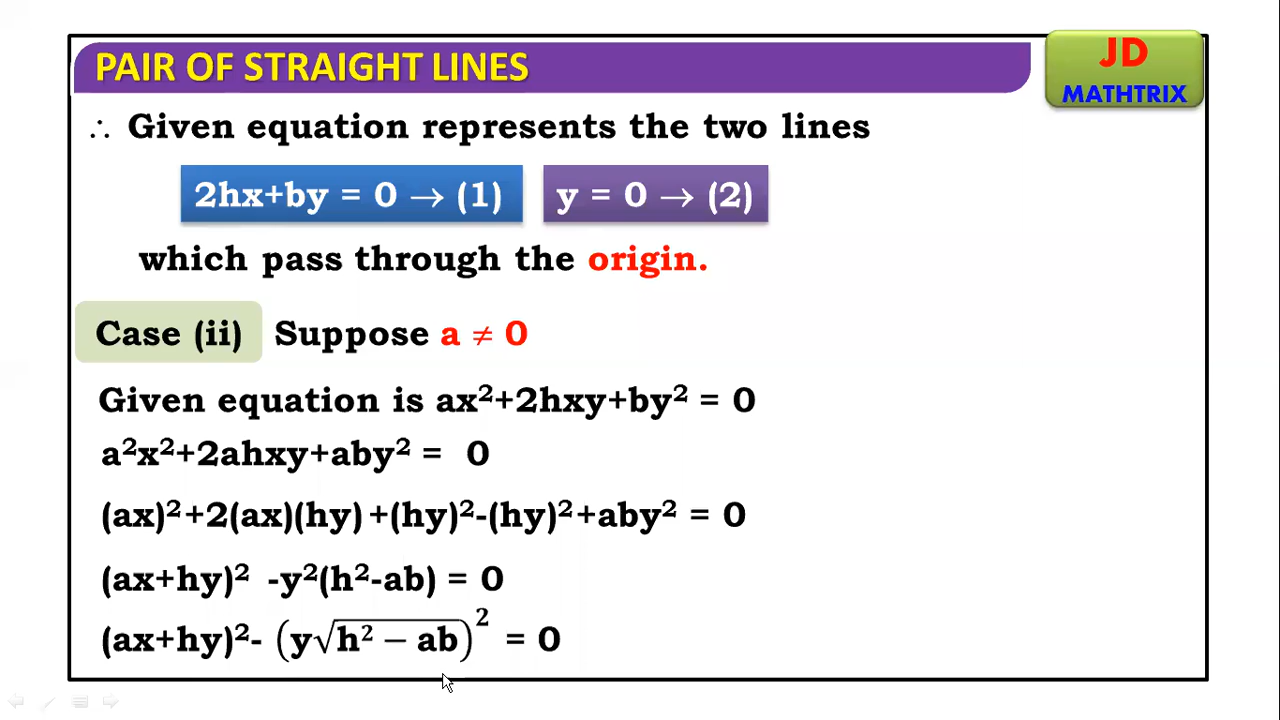 PAIR OF STRAIGHT LINES
JD
MATHTRIX
∴ Given equation represents the two lines
2hx+by = 0 → (1)
y = 0 → (2)
which pass through the origin.
Case (ii) Suppose a ≠ 0
Given equation is ax²+2hxy+by² = 0
a²x²+2ahxy+aby² = 0
(ax)²+2(ax)(hy)+(hy)²-(hy)²+aby² = 0
(ax+hy)² -y²(h²-ab) = 0
(ax+hy)²- (y√(h² − ab))² = 0